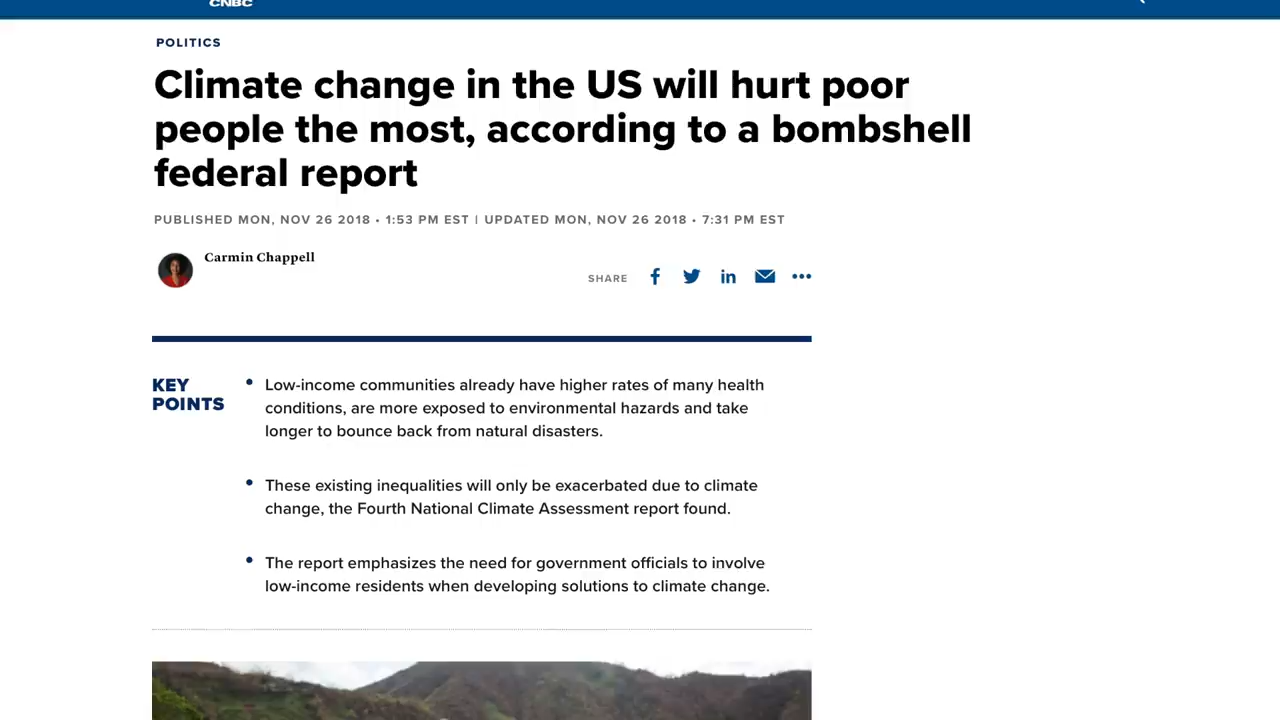 CNBC
POLITICS
Climate change in the US will hurt poor
people the most, according to a bombshell
federal report
PUBLISHED MON, NOV 26 2018 • 1:53 PM EST | UPDATED MON, NOV 26 2018 • 7:31 PM EST
Carmin Chappell
SHARE
KEY
POINTS
• Low-income communities already have higher rates of many health
conditions, are more exposed to environmental hazards and take
longer to bounce back from natural disasters.
• These existing inequalities will only be exacerbated due to climate
change, the Fourth National Climate Assessment report found.
• The report emphasizes the need for government officials to involve
low-income residents when developing solutions to climate change.